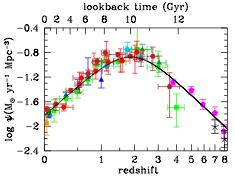 lookback time (Gyr)
0 2 4 6 8 10 12
-0.4
-0.8
-1.2
-1.6
-2
-2.4
log ψ(M⊙ yr⁻¹ Mpc⁻³)
0 1 2 3 4 5 6 7 8
redshift